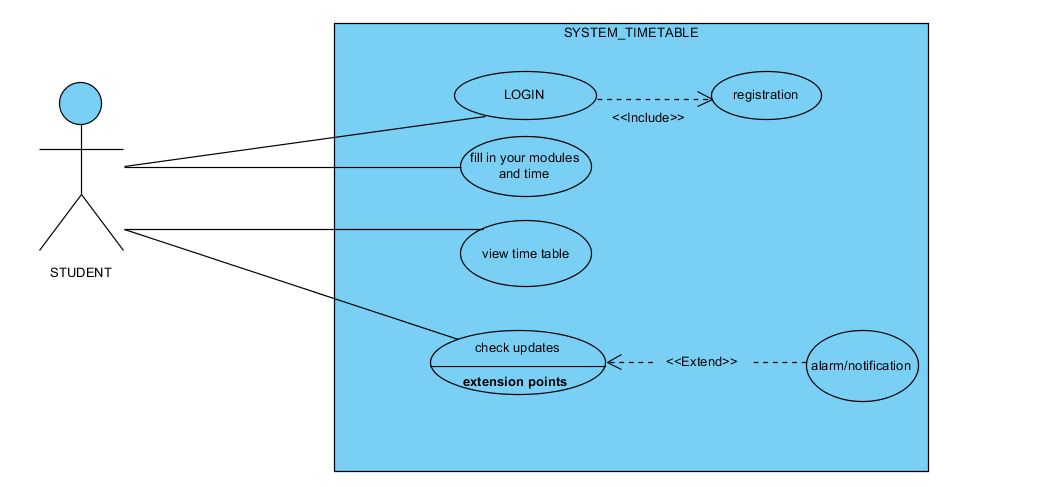 SYSTEM_TIMETABLE
LOGIN
registration
<<Include>>
fill in your modules
and time
view time table
STUDENT
check updates
extension points
<<Extend>>
alarm/notification